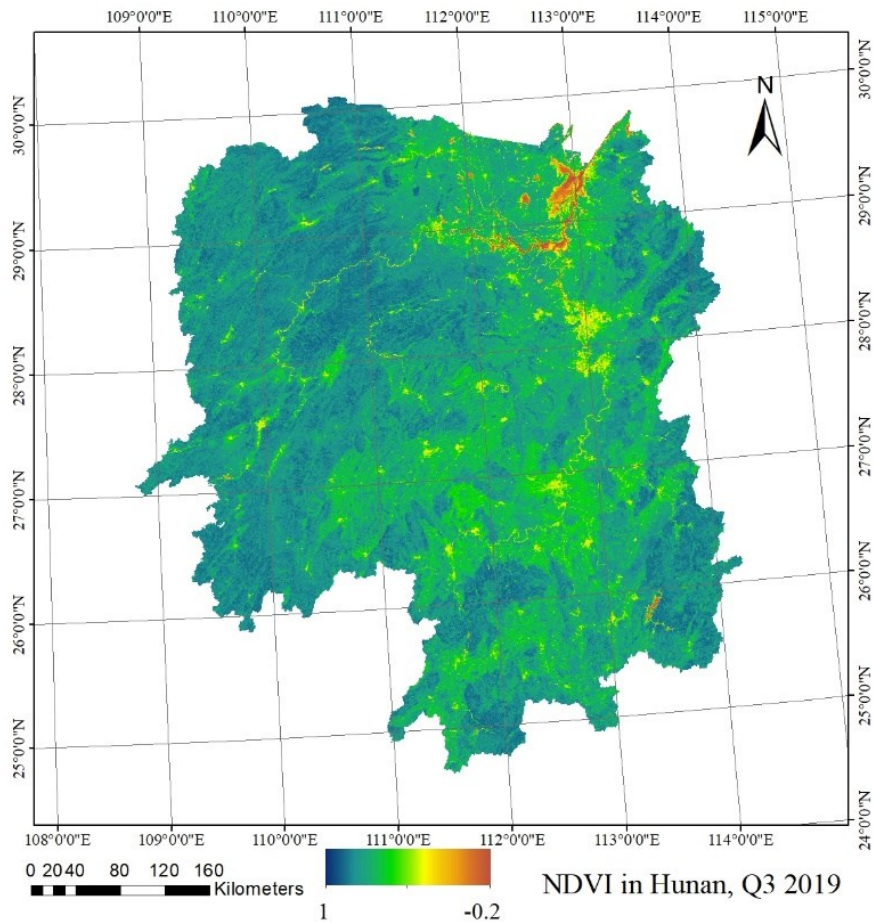 109°0'0"E 110°0'0"E 111°0'0"E 112°0'0"E 113°0'0"E 114°0'0"E 115°0'0"E
30°0'0"N
29°0'0"N
28°0'0"N
27°0'0"N
26°0'0"N
25°0'0"N
N
30°0'0"N
29°0'0"N
28°0'0"N
27°0'0"N
26°0'0"N
25°0'0"N
24°0'0"N
108°0'0"E 109°0'0"E 110°0'0"E 111°0'0"E 112°0'0"E 113°0'0"E 114°0'0"E
0 20 40 80 120 160
Kilometers
1 -0.2
NDVI in Hunan, Q3 2019